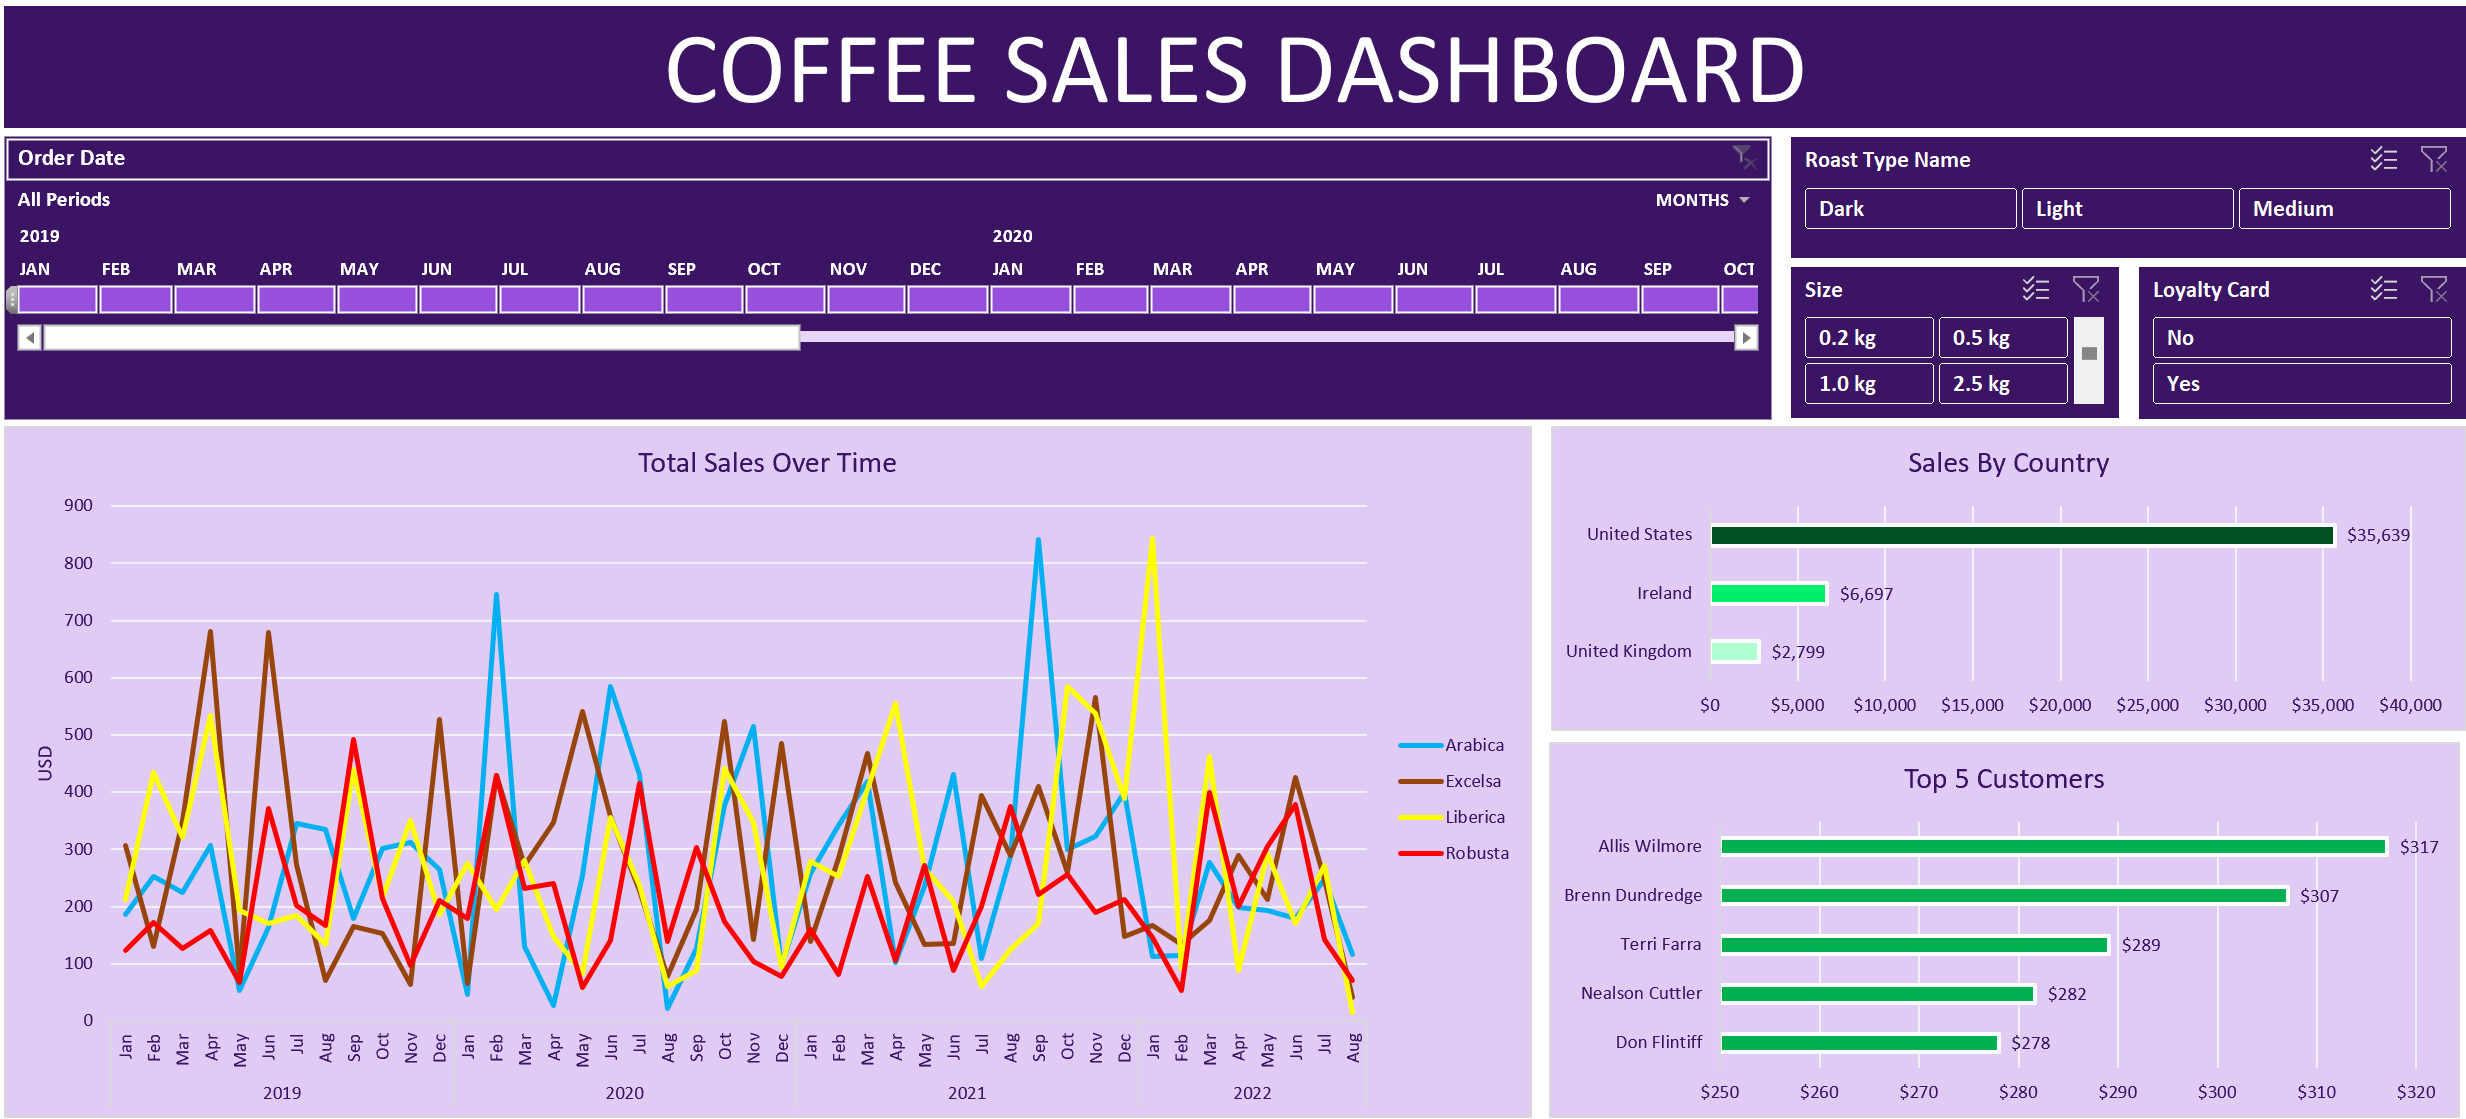 COFFEE SALES DASHBOARD
Order Date
All Periods
MONTHS
2019 2020
JAN FEB MAR APR MAY JUN JUL AUG SEP OCT NOV DEC JAN FEB MAR APR MAY JUN JUL AUG SEP OCT
Roast Type Name
Dark Light Medium
Size
0.2 kg 0.5 kg
1.0 kg 2.5 kg
Loyalty Card
No
Yes
Total Sales Over Time
900
800
700
600
500
400
300
200
100
0
USD
Jan Feb Mar Apr May Jun Jul Aug Sep Oct Nov Dec Jan Feb Mar Apr May Jun Jul Aug Sep Oct Nov Dec Jan Feb Mar Apr May Jun Jul Aug Sep Oct Nov Dec Jan Feb Mar Apr May Jun Jul Aug
2019 2020 2021 2022
Arabica
Excelsa
Liberica
Robusta
Sales By Country
United States $35,639
Ireland $6,697
United Kingdom $2,799
$0 $5,000 $10,000 $15,000 $20,000 $25,000 $30,000 $35,000 $40,000
Top 5 Customers
Allis Wilmore $317
Brenn Dundredge $307
Terri Farra $289
Nealson Cuttler $282
Don Flintiff $278
$250 $260 $270 $280 $290 $300 $310 $320